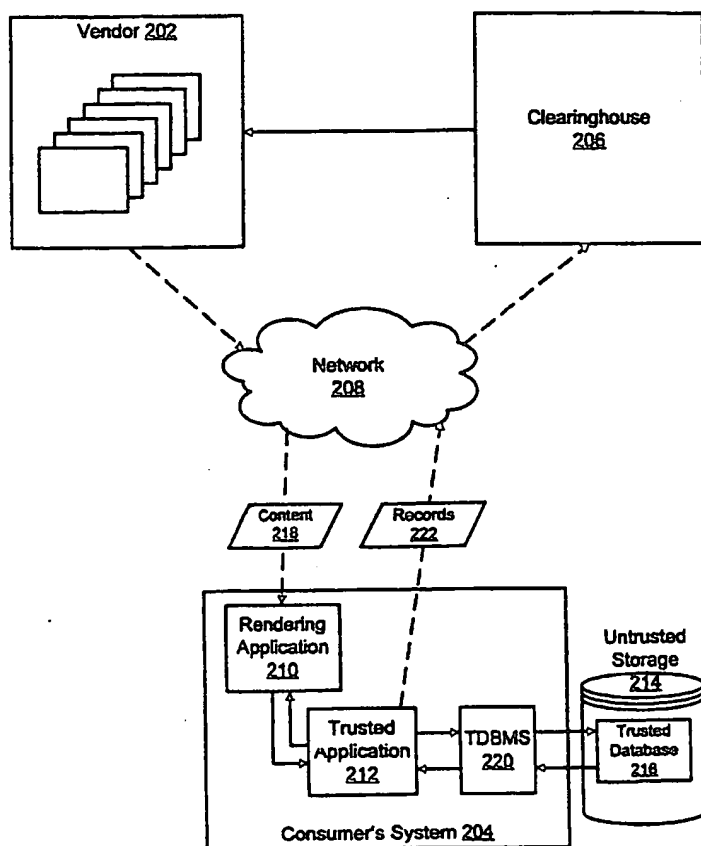 Vendor 202
Clearinghouse
206
Network
208
Content
218
Records
222
Rendering
Application
210
Trusted
Application
212
TDBMS
220
Untrusted
Storage
214
Trusted
Database
216
Consumer's System 204